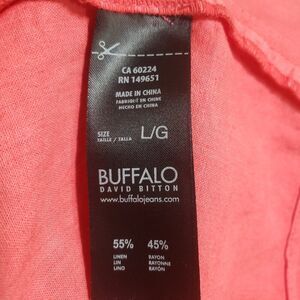 CA 60224
RN 149651
MADE IN CHINA
FABRIQUÉ EN CHINE
HECHO EN CHINA
SIZE
TAILLE / TALLA
L/G
BUFFALO
DAVID BITTON
www.buffalojeans.com
55% 45%
LINEN RAYON
LIN RAYONNE
LINO RAYÓN